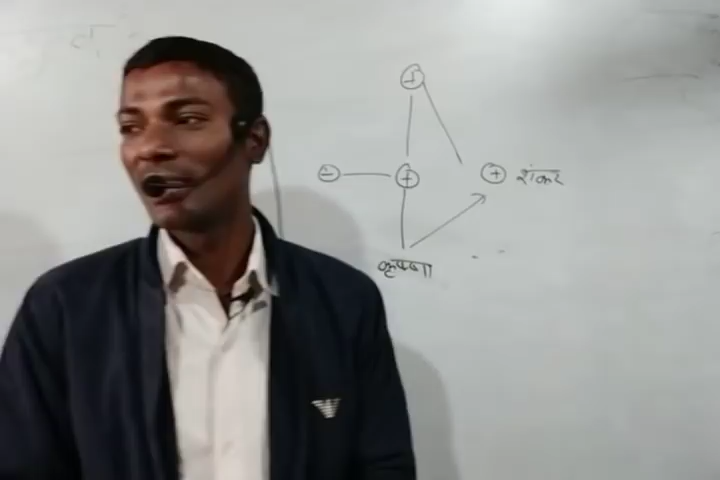 +
- + + शंकर
कृष्णा